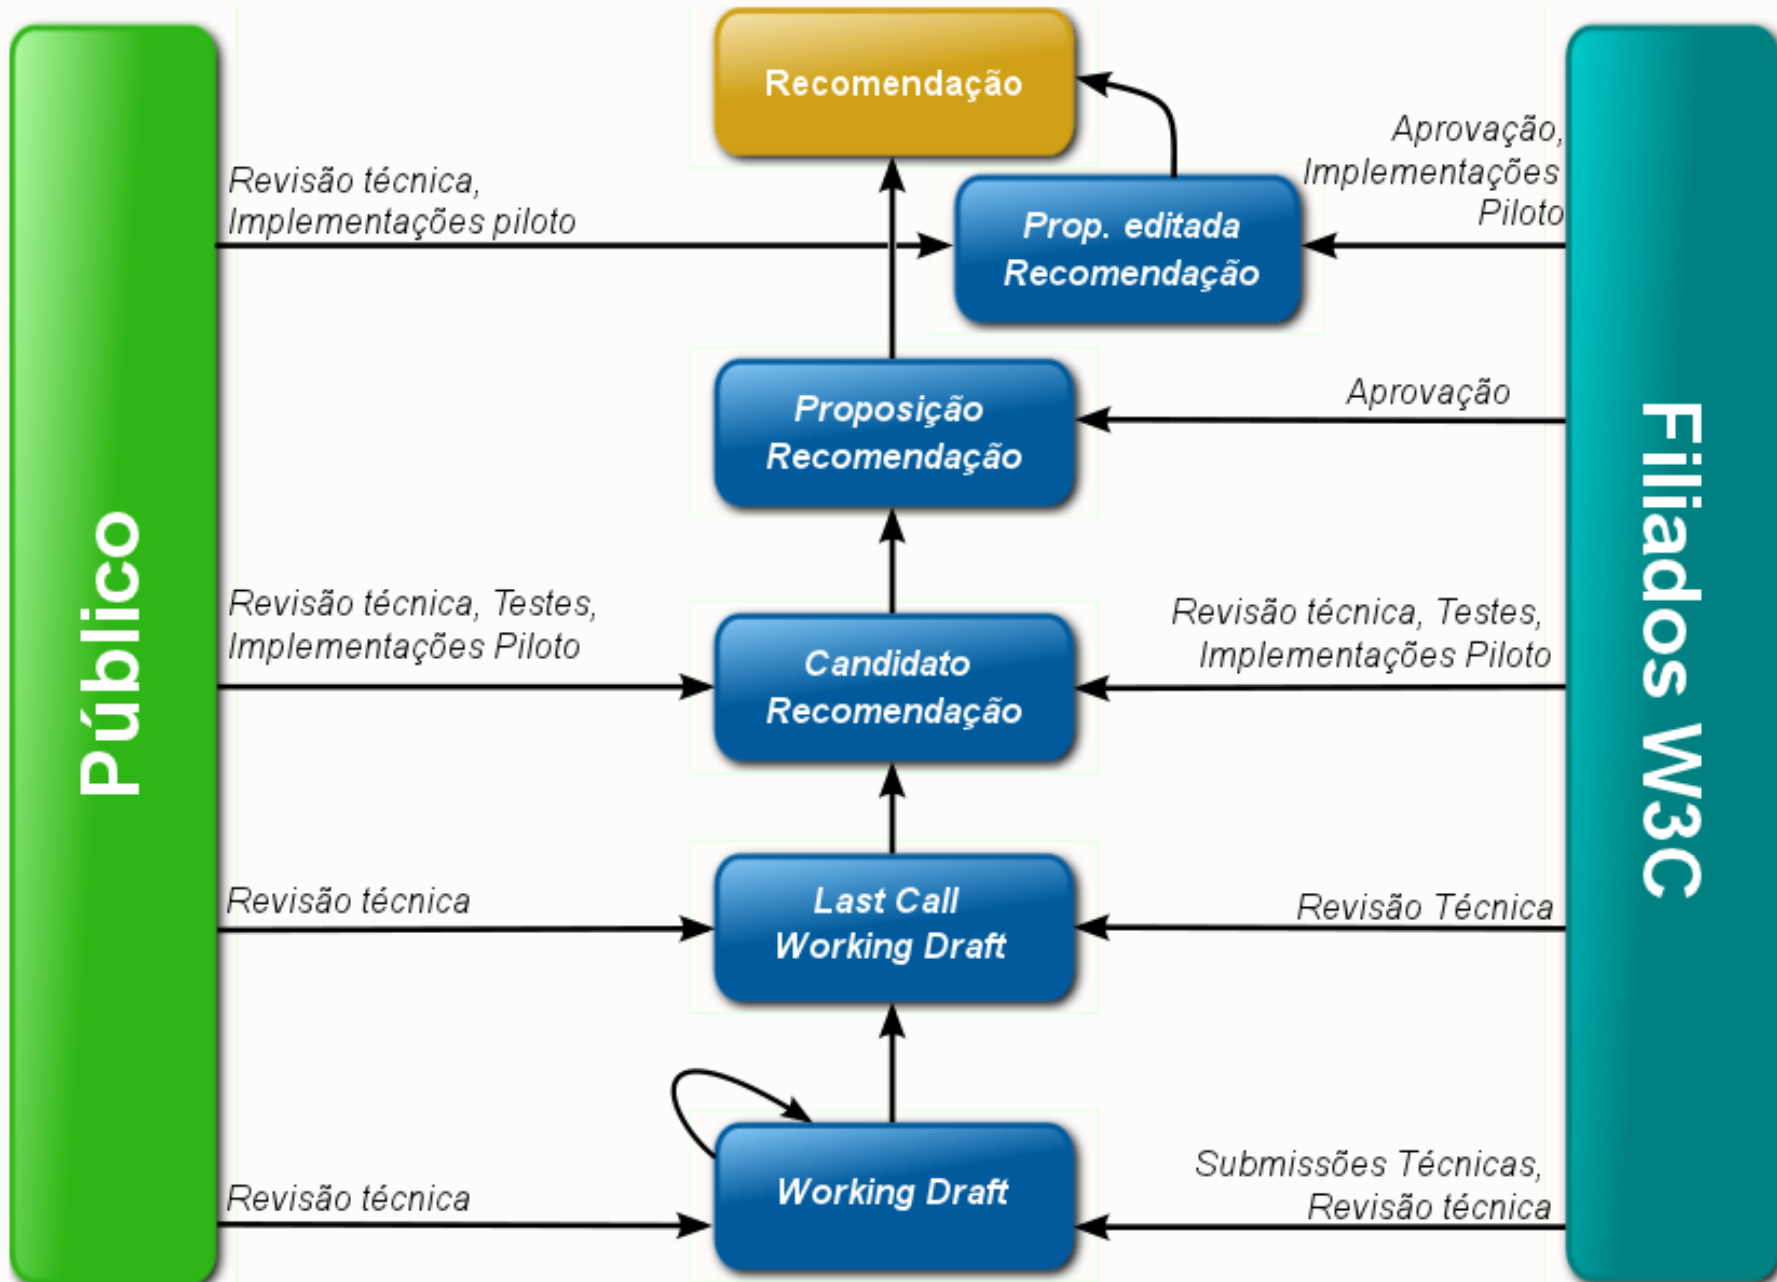 Recomendação
Aprovação,
Implementações
Piloto
Revisão técnica,
Implementações piloto
Prop. editada
Recomendação
Aprovação
Proposição
Recomendação
Público
Filiados W3C
Revisão técnica, Testes,
Implementações Piloto
Candidato
Recomendação
Revisão técnica, Testes,
Implementações Piloto
Revisão técnica
Last Call
Working Draft
Revisão Técnica
Revisão técnica
Working Draft
Submissões Técnicas,
Revisão técnica